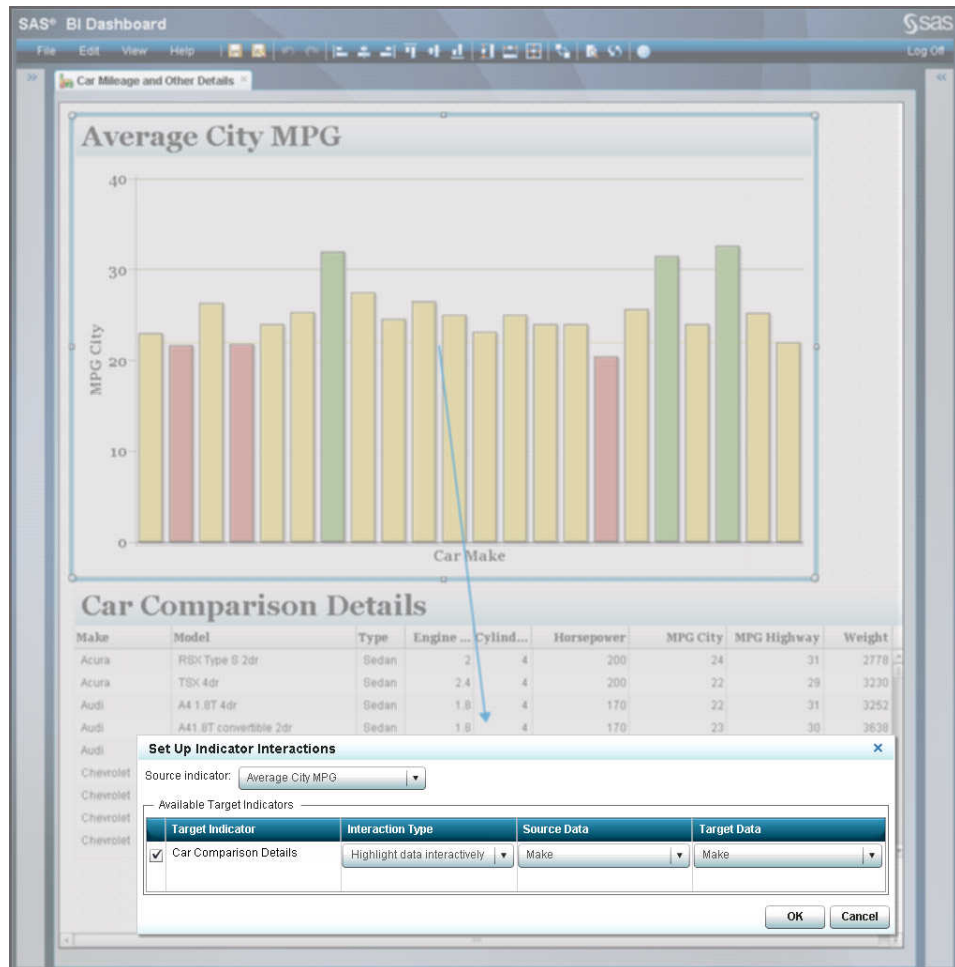 SAS® BI Dashboard
sas
File Edit View Help
Log Off
Car Mileage and Other Details
Average City MPG
40
30
20
10
0
MPG City
Car Make
Car Comparison Details
Make Model Type Engine ... Cylind... Horsepower MPG City MPG Highway Weight
Acura RSX Type S 2dr Sedan 2 4 200 24 31 2778
Acura TSX 4dr Sedan 2.4 4 200 22 29 3230
Audi A4 1.8T 4dr Sedan 1.8 4 170 22 31 3252
Audi A41.8T convertible 2dr Sedan 1.8 4 170 23 30 3638
Audi
Chevrolet
Chevrolet
Chevrolet
Chevrolet
Set Up Indicator Interactions
Source indicator: Average City MPG
Available Target Indicators
Target Indicator Interaction Type Source Data Target Data
Car Comparison Details Highlight data interactively Make Make
OK Cancel